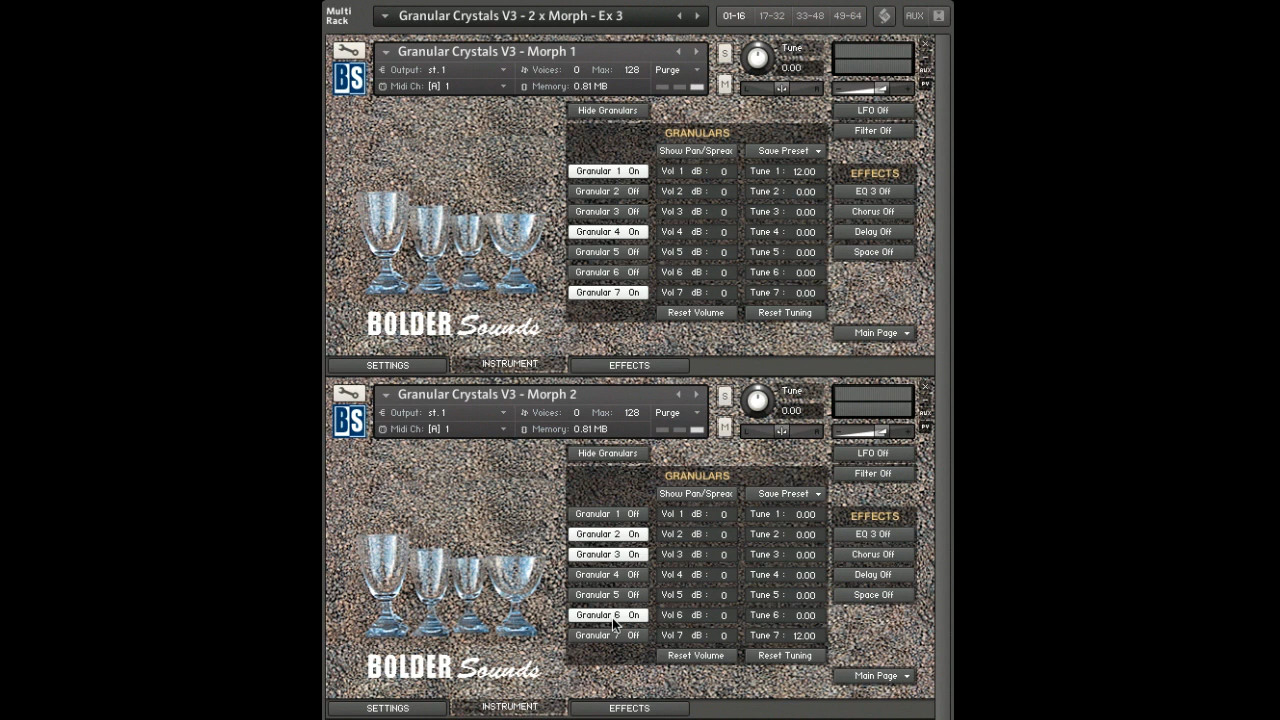 Multi Rack
Granular Crystals V3 - 2 x Morph - Ex 3
01-16 17-32 33-48 49-64 AUX
Granular Crystals V3 - Morph 1
S
Tune
0.00
Output: st. 1 Voices: 0 Max: 128 Purge
AUX
Midi Ch: [A] 1 Memory: 0.81 MB
M
L R
PV
BS
Hide Granulars LFO Off
GRANULARS Filter Off
Show Pan/Spread Save Preset
Granular 1 On Vol 1 dB : 0 Tune 1 : 12.00 EFFECTS
Granular 2 Off Vol 2 dB : 0 Tune 2 : 0.00 EQ 3 Off
Granular 3 Off Vol 3 dB : 0 Tune 3 : 0.00 Chorus Off
Granular 4 On Vol 4 dB : 0 Tune 4 : 0.00 Delay Off
Granular 5 Off Vol 5 dB : 0 Tune 5 : 0.00 Space Off
Granular 6 Off Vol 6 dB : 0 Tune 6 : 0.00
Granular 7 On Vol 7 dB : 0 Tune 7 : 0.00
Reset Volume Reset Tuning
BOLDER Sounds
Main Page
SETTINGS INSTRUMENT EFFECTS
Granular Crystals V3 - Morph 2
S
Tune
0.00
Output: st. 1 Voices: 0 Max: 128 Purge
AUX
Midi Ch: [A] 1 Memory: 0.81 MB
M
L R
PV
BS
Hide Granulars LFO Off
GRANULARS Filter Off
Show Pan/Spread Save Preset
Granular 1 Off Vol 1 dB : 0 Tune 1 : 0.00 EFFECTS
Granular 2 On Vol 2 dB : 0 Tune 2 : 0.00 EQ 3 Off
Granular 3 On Vol 3 dB : 0 Tune 3 : 0.00 Chorus Off
Granular 4 Off Vol 4 dB : 0 Tune 4 : 0.00 Delay Off
Granular 5 Off Vol 5 dB : 0 Tune 5 : 0.00 Space Off
Granular 6 On Vol 6 dB : 0 Tune 6 : 0.00
Granular 7 Off Vol 7 dB : 0 Tune 7 : 12.00
Reset Volume Reset Tuning
BOLDER Sounds
Main Page
SETTINGS INSTRUMENT EFFECTS